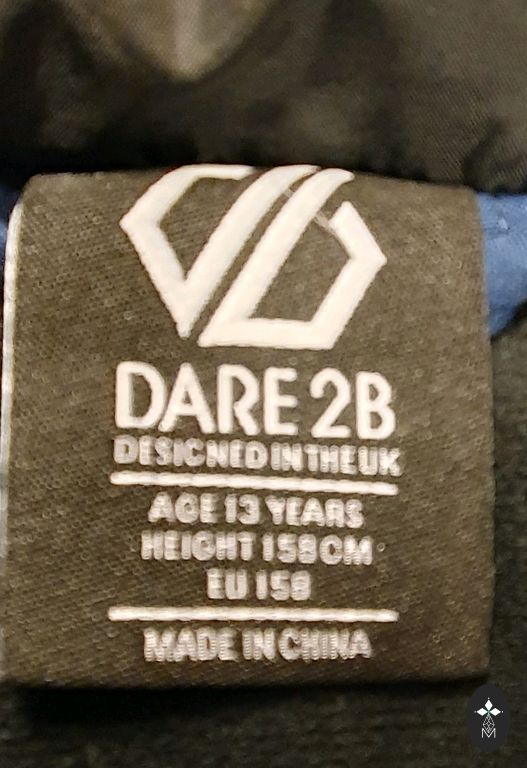 DARE 2B
DESIGNED IN THE UK
AGE 13 YEARS
HEIGHT 158CM
EU 158
MADE IN CHINA
M